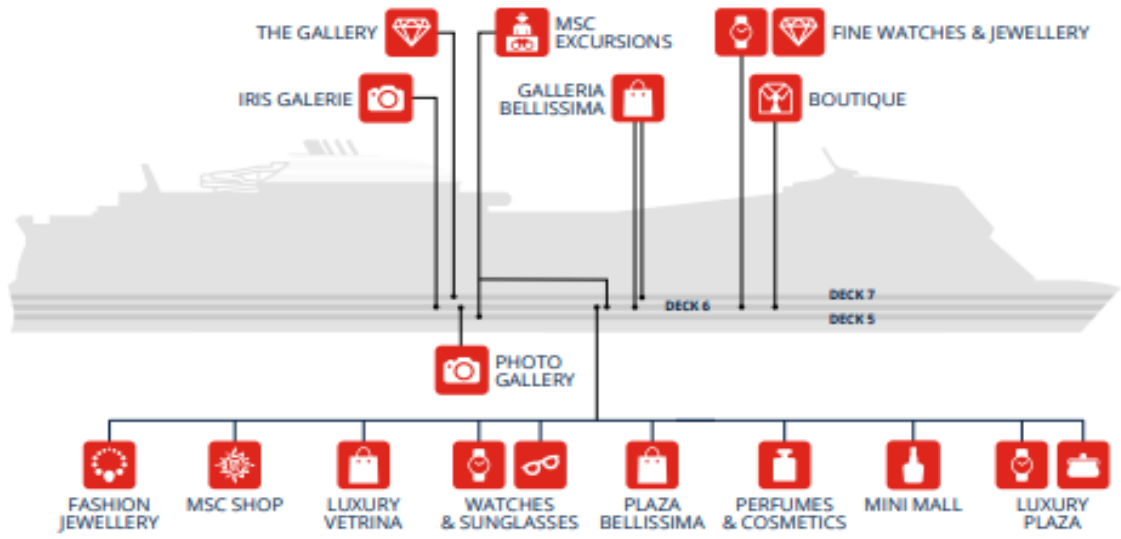 THE GALLERY
MSC
EXCURSIONS
FINE WATCHES & JEWELLERY
IRIS GALERIE
GALLERIA
BELLISSIMA
BOUTIQUE
DECK 7
DECK 6
DECK 5
PHOTO
GALLERY
FASHION
JEWELLERY
MSC SHOP
LUXURY
VETRINA
WATCHES
& SUNGLASSES
PLAZA
BELLISSIMA
PERFUMES
& COSMETICS
MINI MALL
LUXURY
PLAZA